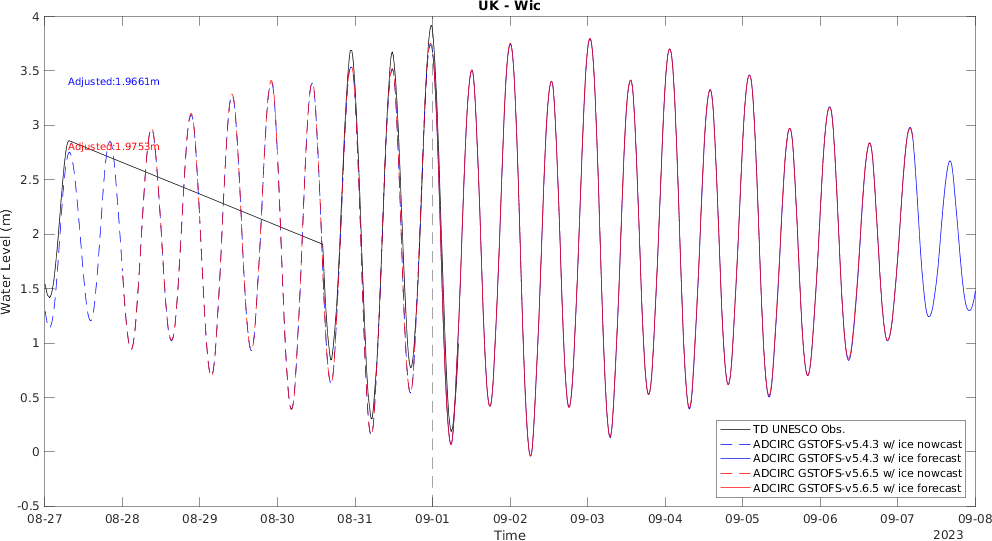 UK - Wic
Water Level (m)
4
3.5
3
2.5
2
1.5
1
0.5
0
-0.5
Adjusted:1.9661m
Adjusted:1.9753m
TD UNESCO Obs.
ADCIRC GSTOFS-v5.4.3 w/ ice nowcast
ADCIRC GSTOFS-v5.4.3 w/ ice forecast
ADCIRC GSTOFS-v5.6.5 w/ ice nowcast
ADCIRC GSTOFS-v5.6.5 w/ ice forecast
08-27 08-28 08-29 08-30 08-31 09-01 09-02 09-03 09-04 09-05 09-06 09-07 09-08
Time
2023